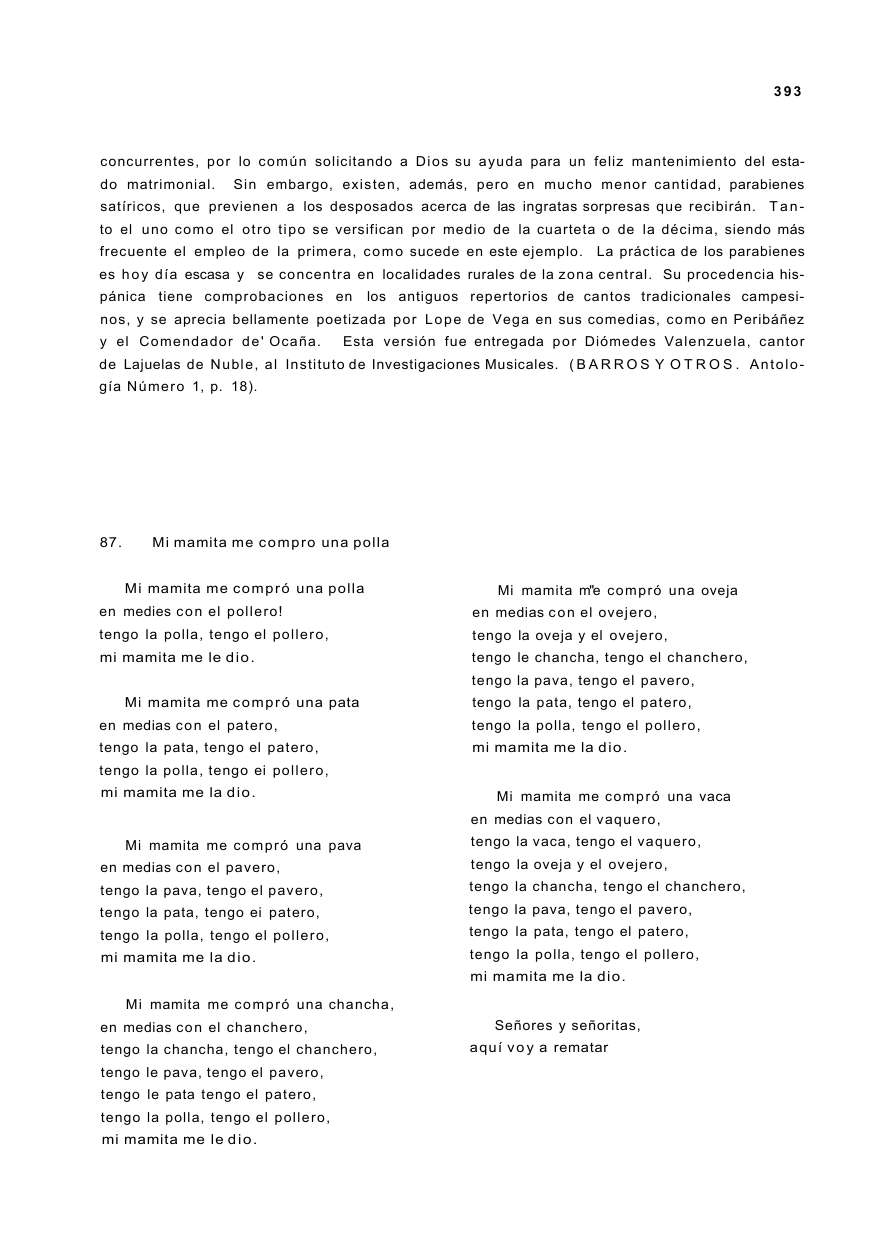 393
concurrentes, por lo común solicitando a Dios su ayuda para un feliz mantenimiento del esta-
do matrimonial. Sin embargo, existen, además, pero en mucho menor cantidad, parabienes
satíricos, que previenen a los desposados acerca de las ingratas sorpresas que recibirán. Tan-
to el uno como el otro tipo se versifican por medio de la cuarteta o de la décima, siendo más
frecuente el empleo de la primera, como sucede en este ejemplo. La práctica de los parabienes
es hoy día escasa y se concentra en localidades rurales de la zona central. Su procedencia his-
pánica tiene comprobaciones en los antiguos repertorios de cantos tradicionales campesi-
nos, y se aprecia bellamente poetizada por Lope de Vega en sus comedias, como en Peribáñez
y el Comendador de' Ocaña. Esta versión fue entregada por Diómedes Valenzuela, cantor
de Lajuelas de Nuble, al Instituto de Investigaciones Musicales. (BARROS Y OTROS. Antolo-
gía Número 1, p. 18).
87. Mi mamita me compro una polla
Mi mamita me compró una polla
en medies con el pollero!
tengo la polla, tengo el pollero,
mi mamita me le dio.
Mi mamita me compró una pata
en medias con el patero,
tengo la pata, tengo el patero,
tengo la polla, tengo ei pollero,
mi mamita me la dio.
Mi mamita me compró una pava
en medias con el pavero,
tengo la pava, tengo el pavero,
tengo la pata, tengo ei patero,
tengo la polla, tengo el pollero,
mi mamita me la dio.
Mi mamita me compró una chancha,
en medias con el chanchero,
tengo la chancha, tengo el chanchero,
tengo le pava, tengo el pavero,
tengo le pata tengo el patero,
tengo la polla, tengo el pollero,
mi mamita me le dio.
Mi mamita m"e compró una oveja
en medias con el ovejero,
tengo la oveja y el ovejero,
tengo le chancha, tengo el chanchero,
tengo la pava, tengo el pavero,
tengo la pata, tengo el patero,
tengo la polla, tengo el pollero,
mi mamita me la dio.
Mi mamita me compró una vaca
en medias con el vaquero,
tengo la vaca, tengo el vaquero,
tengo la oveja y el ovejero,
tengo la chancha, tengo el chanchero,
tengo la pava, tengo el pavero,
tengo la pata, tengo el patero,
tengo la polla, tengo el pollero,
mi mamita me la dio.
Señores y señoritas,
aquí voy a rematar